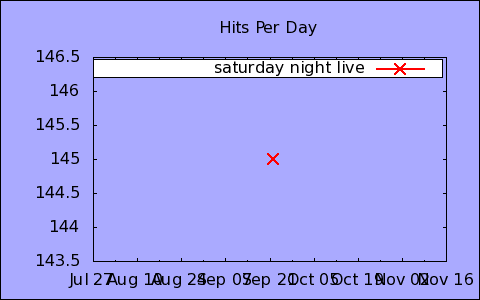 Hits Per Day
146.5
saturday night live
146
145.5
145
144.5
144
143.5
Jul 27 Aug 10 Aug 24 Sep 07 Sep 21 Oct 05 Oct 19 Nov 02 Nov 16